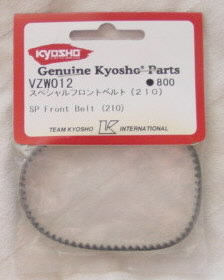 KYOSHO
Genuine Kyosho® Parts
VZW012 ●800
スペシャルフロントベルト (210)
SP Front Belt (210)
TEAM KYOSHO K INTERNATIONAL